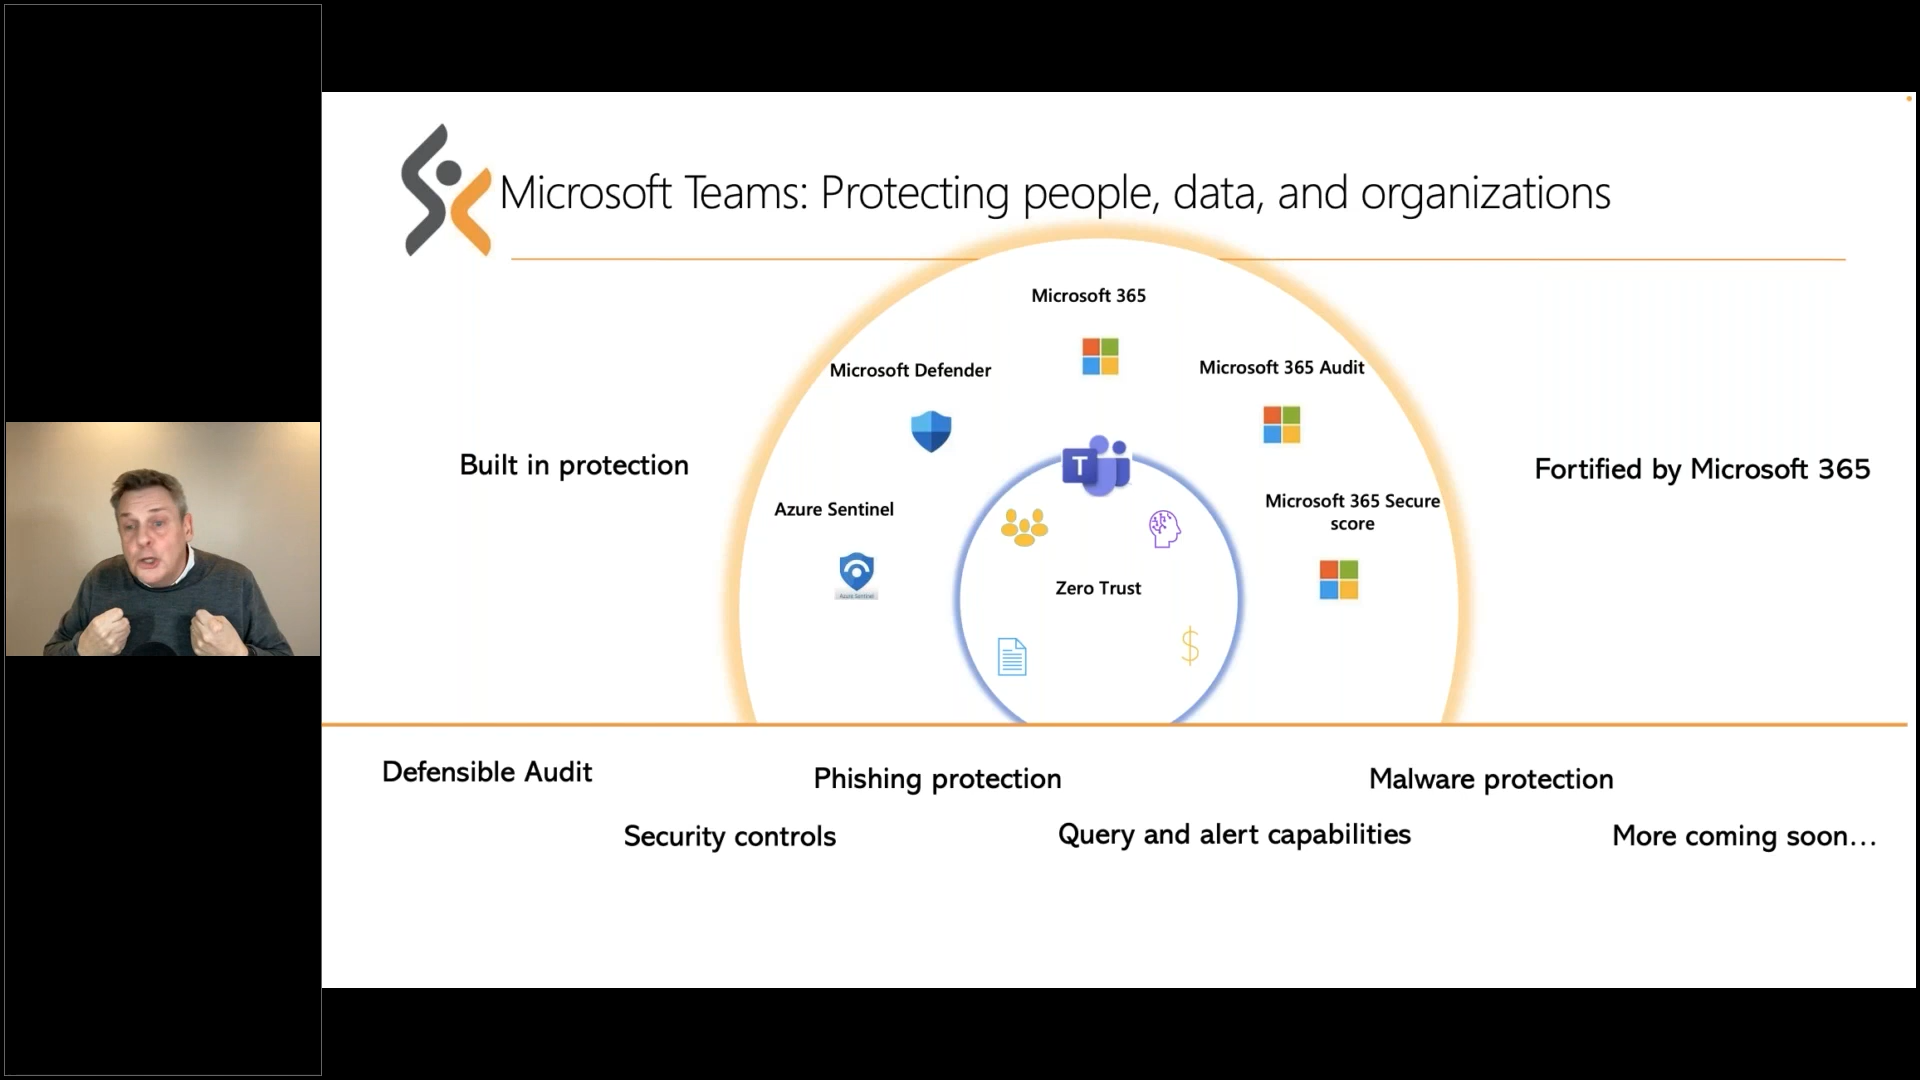 Microsoft Teams: Protecting people, data, and organizations
Microsoft 365
Microsoft Defender
Microsoft 365 Audit
Built in protection
T
Fortified by Microsoft 365
Azure Sentinel
Microsoft 365 Secure
score
Azure Sentinel
Zero Trust
$
Defensible Audit
Phishing protection
Malware protection
Security controls
Query and alert capabilities
More coming soon...